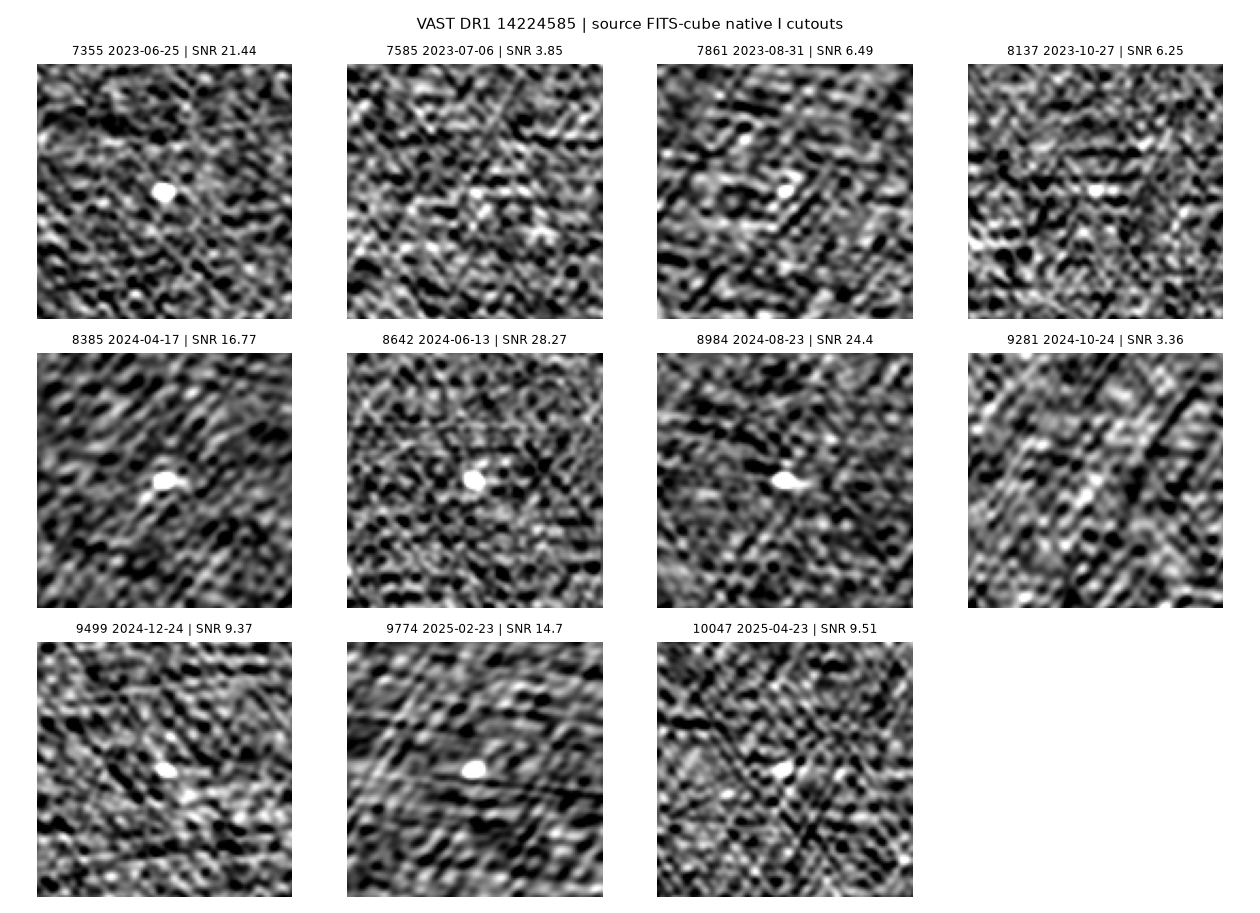 VAST DR1 14224585 | source FITS-cube native I cutouts
7355 2023-06-25 | SNR 21.44
7585 2023-07-06 | SNR 3.85
7861 2023-08-31 | SNR 6.49
8137 2023-10-27 | SNR 6.25
8385 2024-04-17 | SNR 16.77
8642 2024-06-13 | SNR 28.27
8984 2024-08-23 | SNR 24.4
9281 2024-10-24 | SNR 3.36
9499 2024-12-24 | SNR 9.37
9774 2025-02-23 | SNR 14.7
10047 2025-04-23 | SNR 9.51